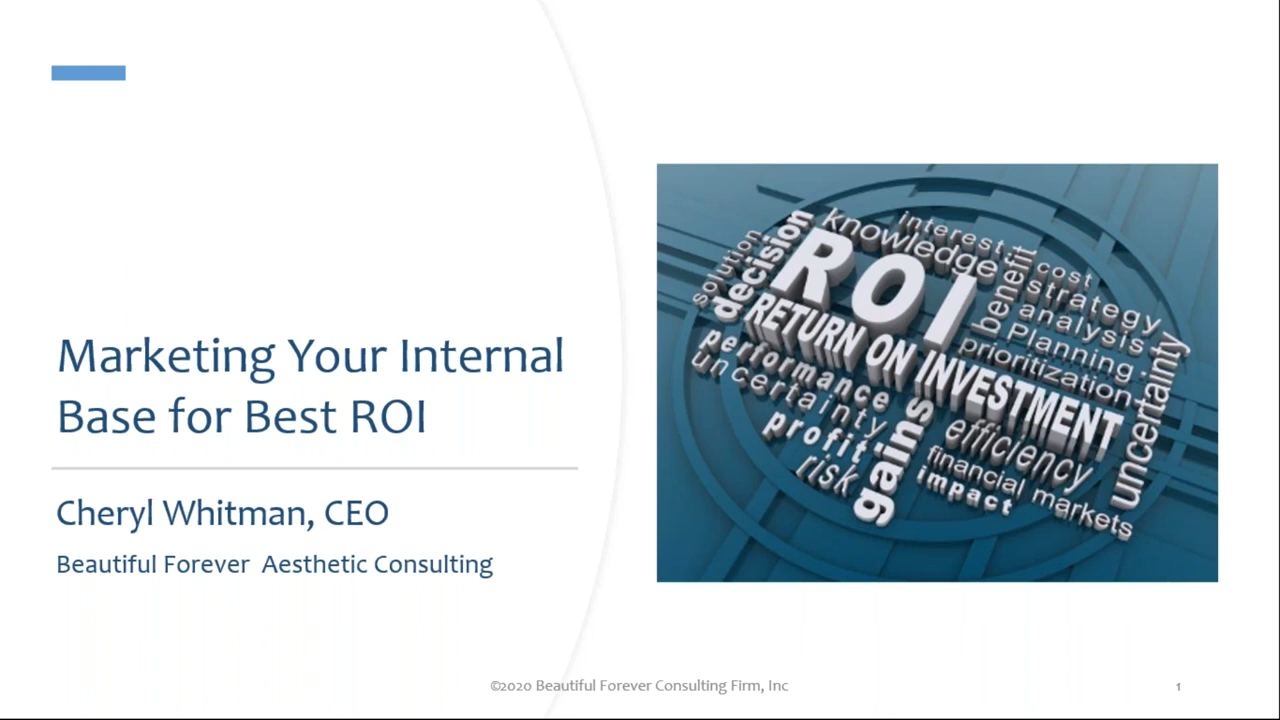 Marketing Your Internal
Base for Best ROI
Cheryl Whitman, CEO
Beautiful Forever Aesthetic Consulting
solution
decision
knowledge
interest
ROI
benefit
cost
strategy
analysis
Planning
prioritization
RETURN ON INVESTMENT
performance
uncertainty
profit
risk
gains
efficiency
financial markets
impact
uncertainty
©2020 Beautiful Forever Consulting Firm, Inc
1